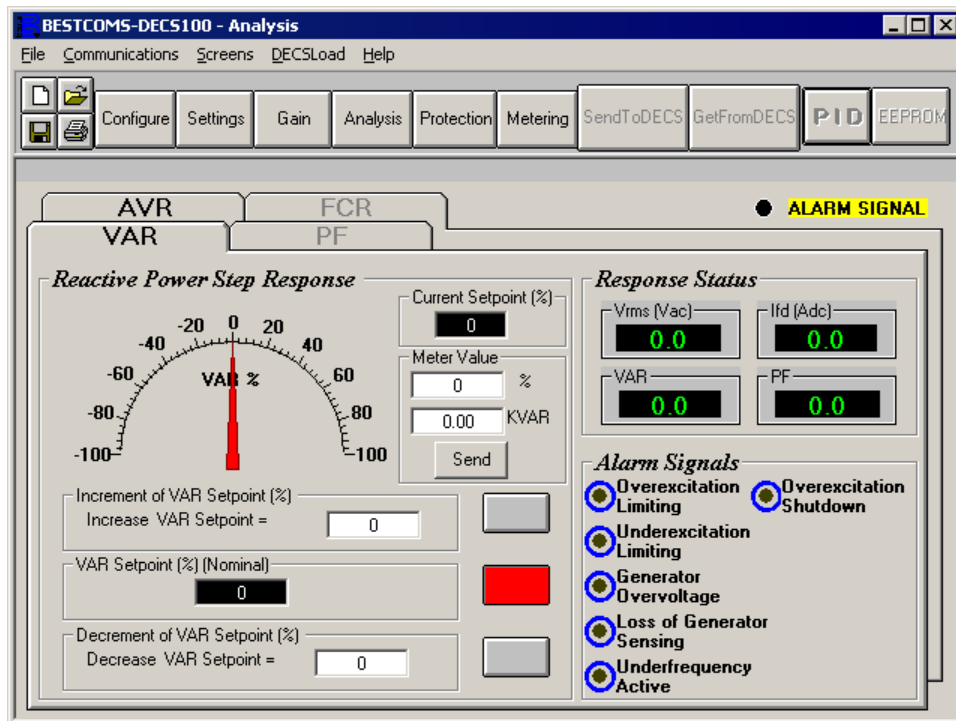 BESTCOMS-DECS100 - Analysis
File Communications Screens DECSLoad Help
Configure Settings Gain Analysis Protection Metering SendToDECS GetFromDECS PID EEPROM
AVR FCR
ALARM SIGNAL
VAR PF
Reactive Power Step Response
-100 -80 -60 -40 -20 0 20 40 60 80 100
VAR %
Current Setpoint (%)
0
Meter Value
0 %
0.00 KVAR
Send
Increment of VAR Setpoint (%)
Increase VAR Setpoint = 0
VAR Setpoint (%) (Nominal)
0
Decrement of VAR Setpoint (%)
Decrease VAR Setpoint = 0
Response Status
Vrms (Vac) Ifd (Adc)
0.0 0.0
VAR PF
0.0 0.0
Alarm Signals
Overexcitation
Limiting
Overexcitation
Shutdown
Underexcitation
Limiting
Generator
Overvoltage
Loss of Generator
Sensing
Underfrequency
Active